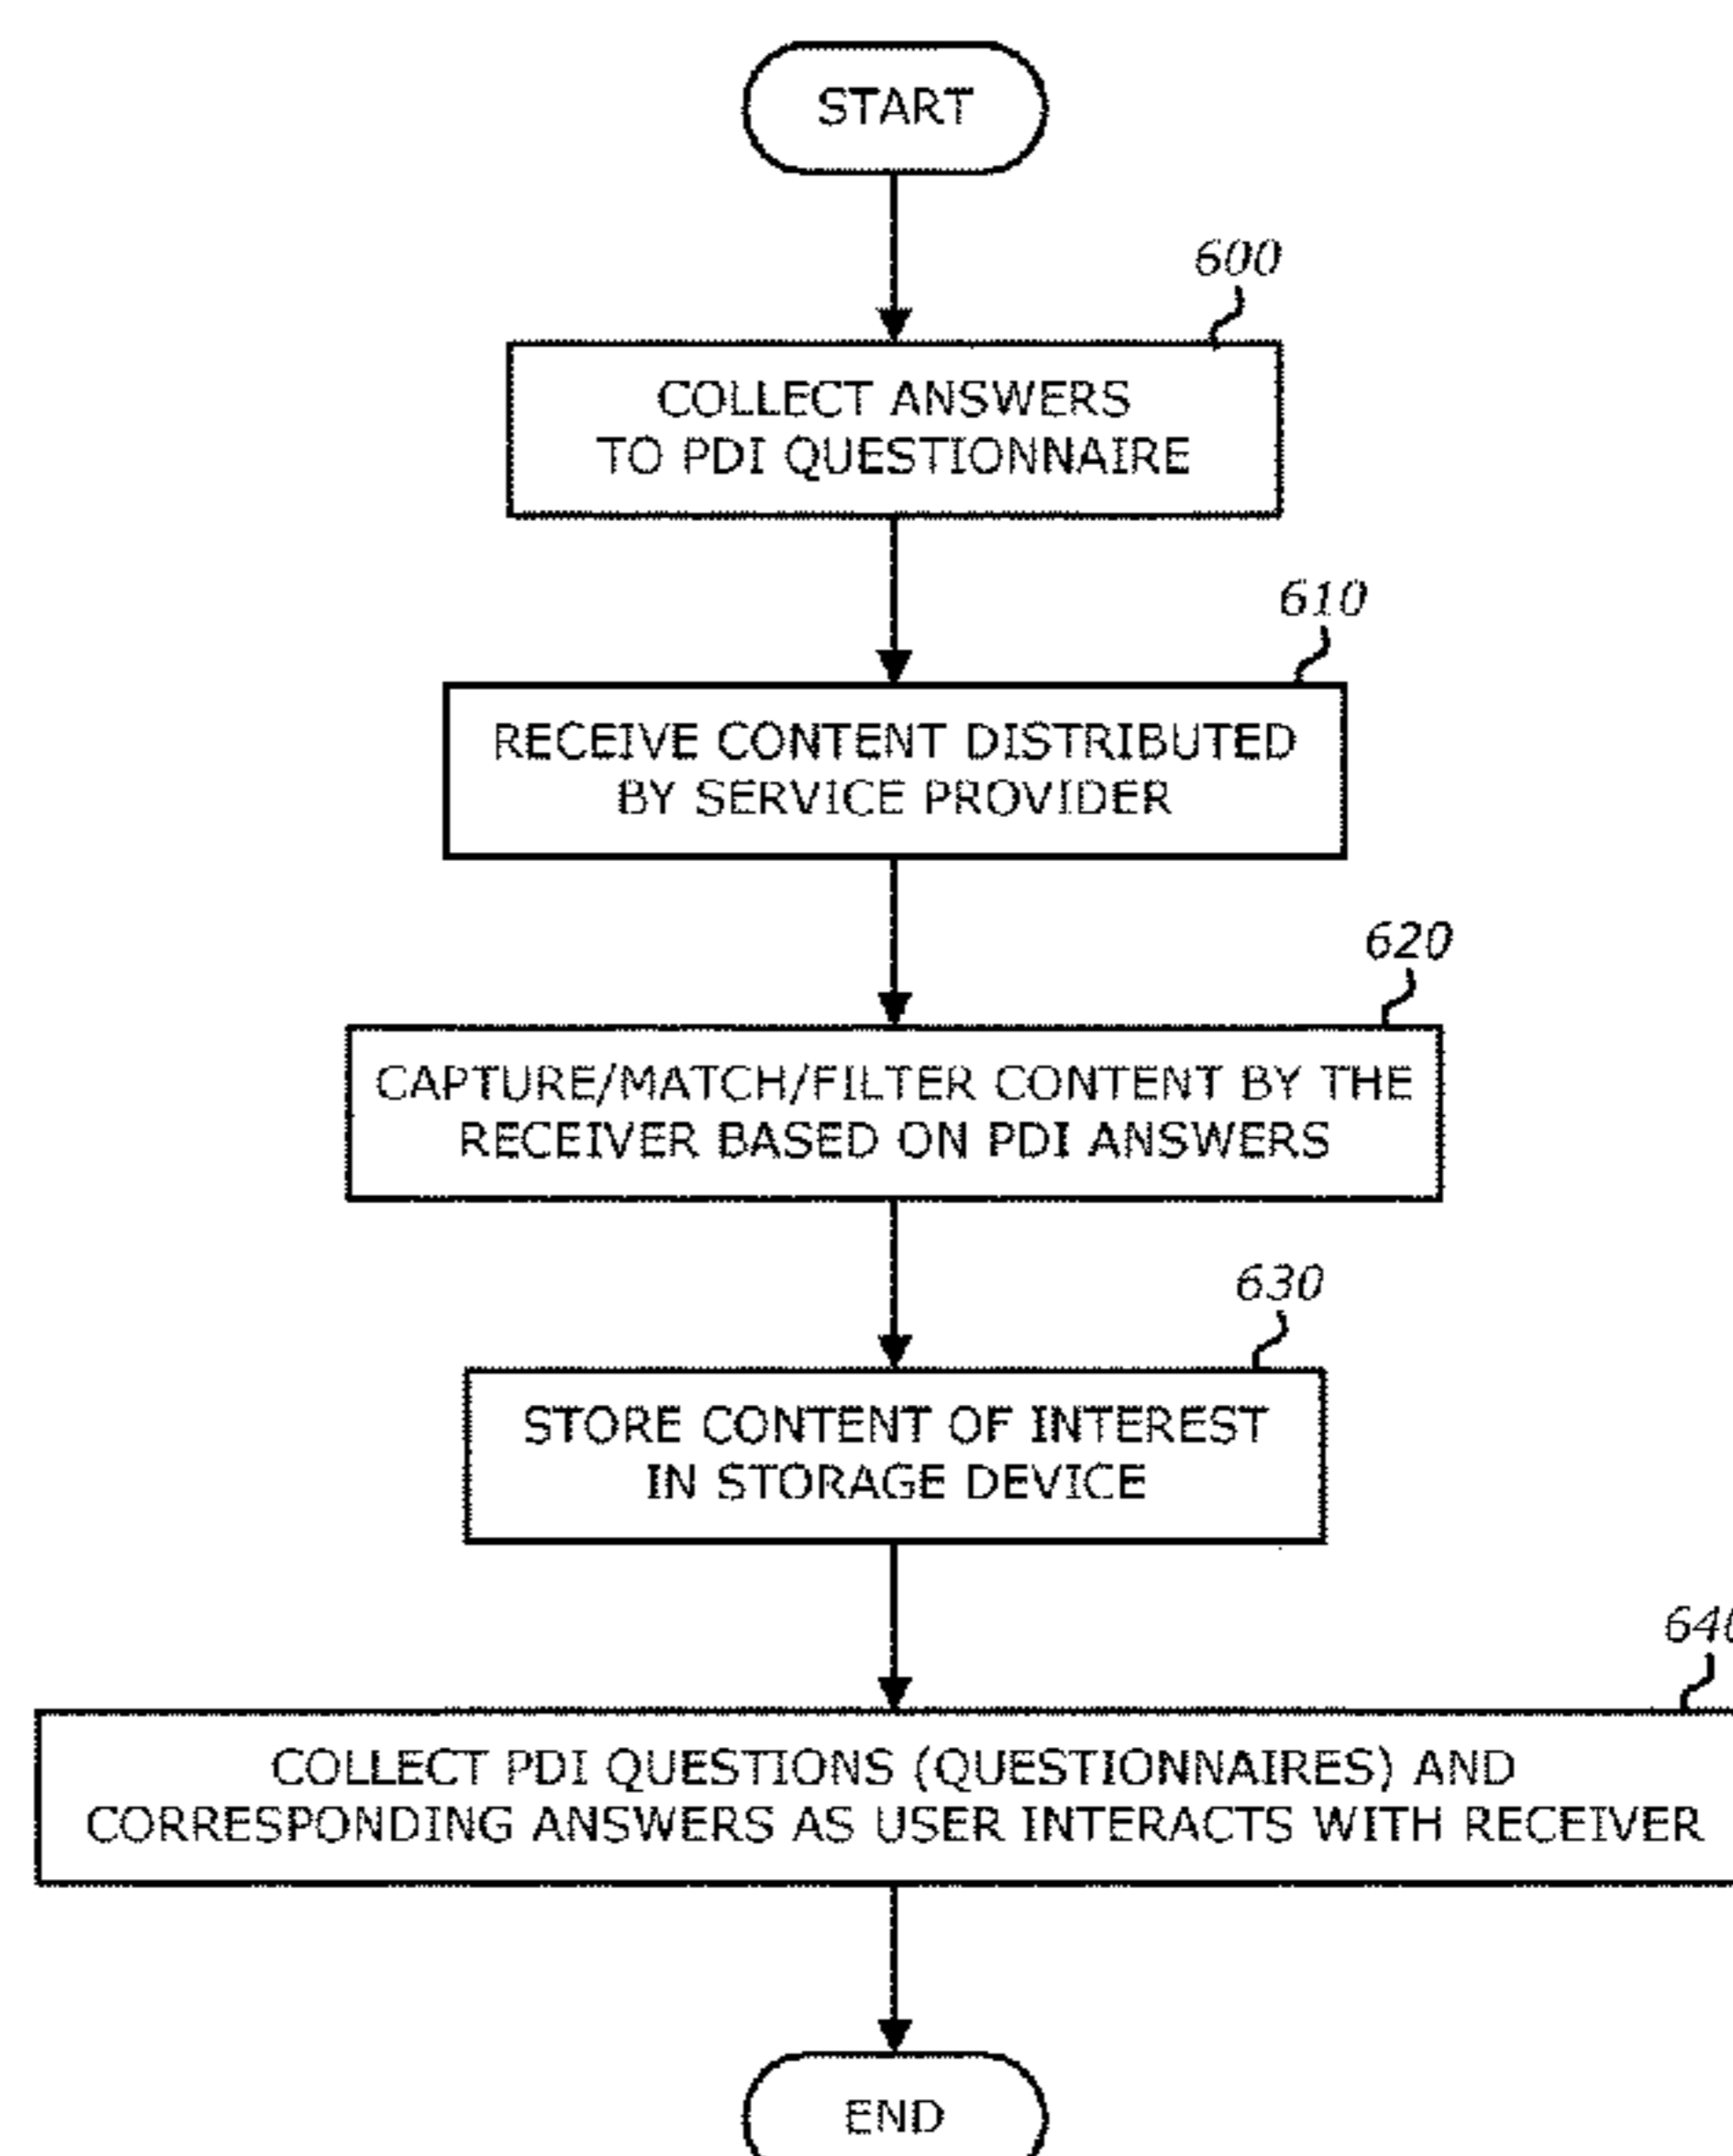 START
600
COLLECT ANSWERS
TO PDI QUESTIONNAIRE
610
RECEIVE CONTENT DISTRIBUTED
BY SERVICE PROVIDER
620
CAPTURE/MATCH/FILTER CONTENT BY THE
RECEIVER BASED ON PDI ANSWERS
630
STORE CONTENT OF INTEREST
IN STORAGE DEVICE
640
COLLECT PDI QUESTIONS (QUESTIONNAIRES) AND
CORRESPONDING ANSWERS AS USER INTERACTS WITH RECEIVER
END